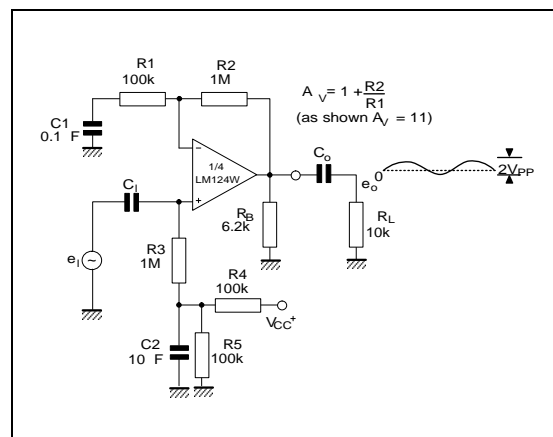 R1
100k
R2
1M
A V = 1 + R2
R1
(as shown AV = 11)
C1
0.1 F
1/4
LM124W
Co
0
eo
2VPP
CI
RB
6.2k
RL
10k
eI
R3
1M
R4
100k
VCC+
C2
10 F
R5
100k